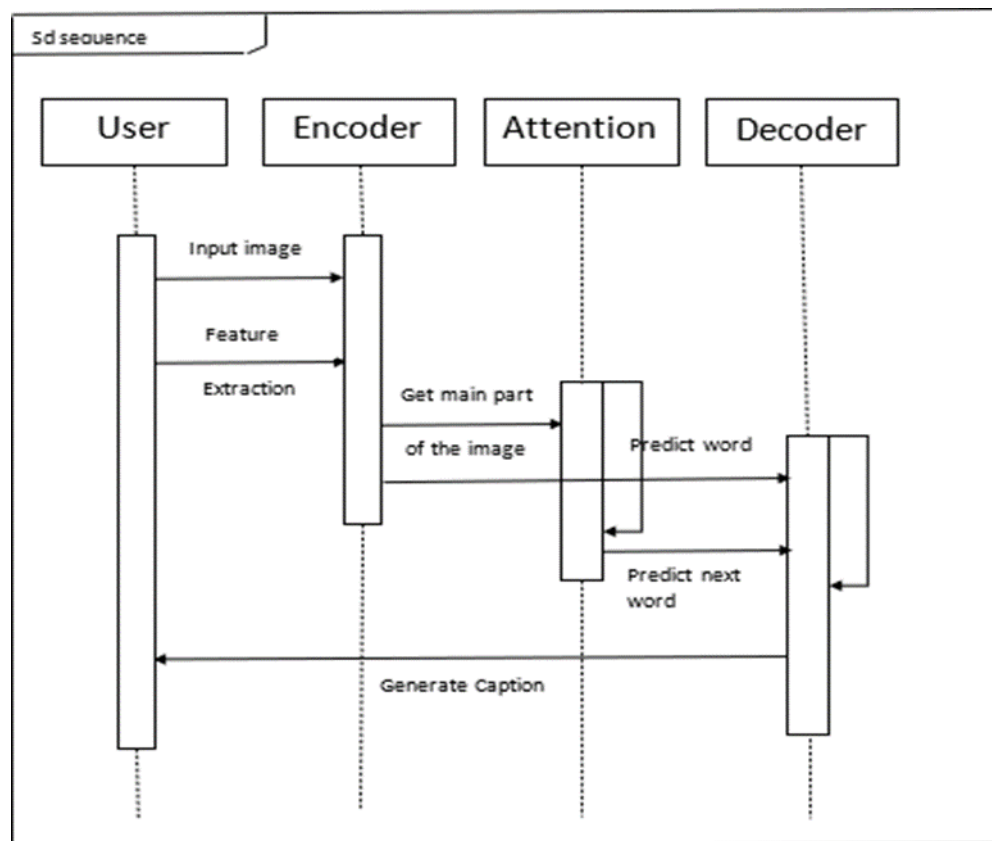 Sd sequence
User
Encoder
Attention
Decoder
Input image
Feature
Extraction
Get main part
of the image
Predict word
Predict next
word
Generate Caption